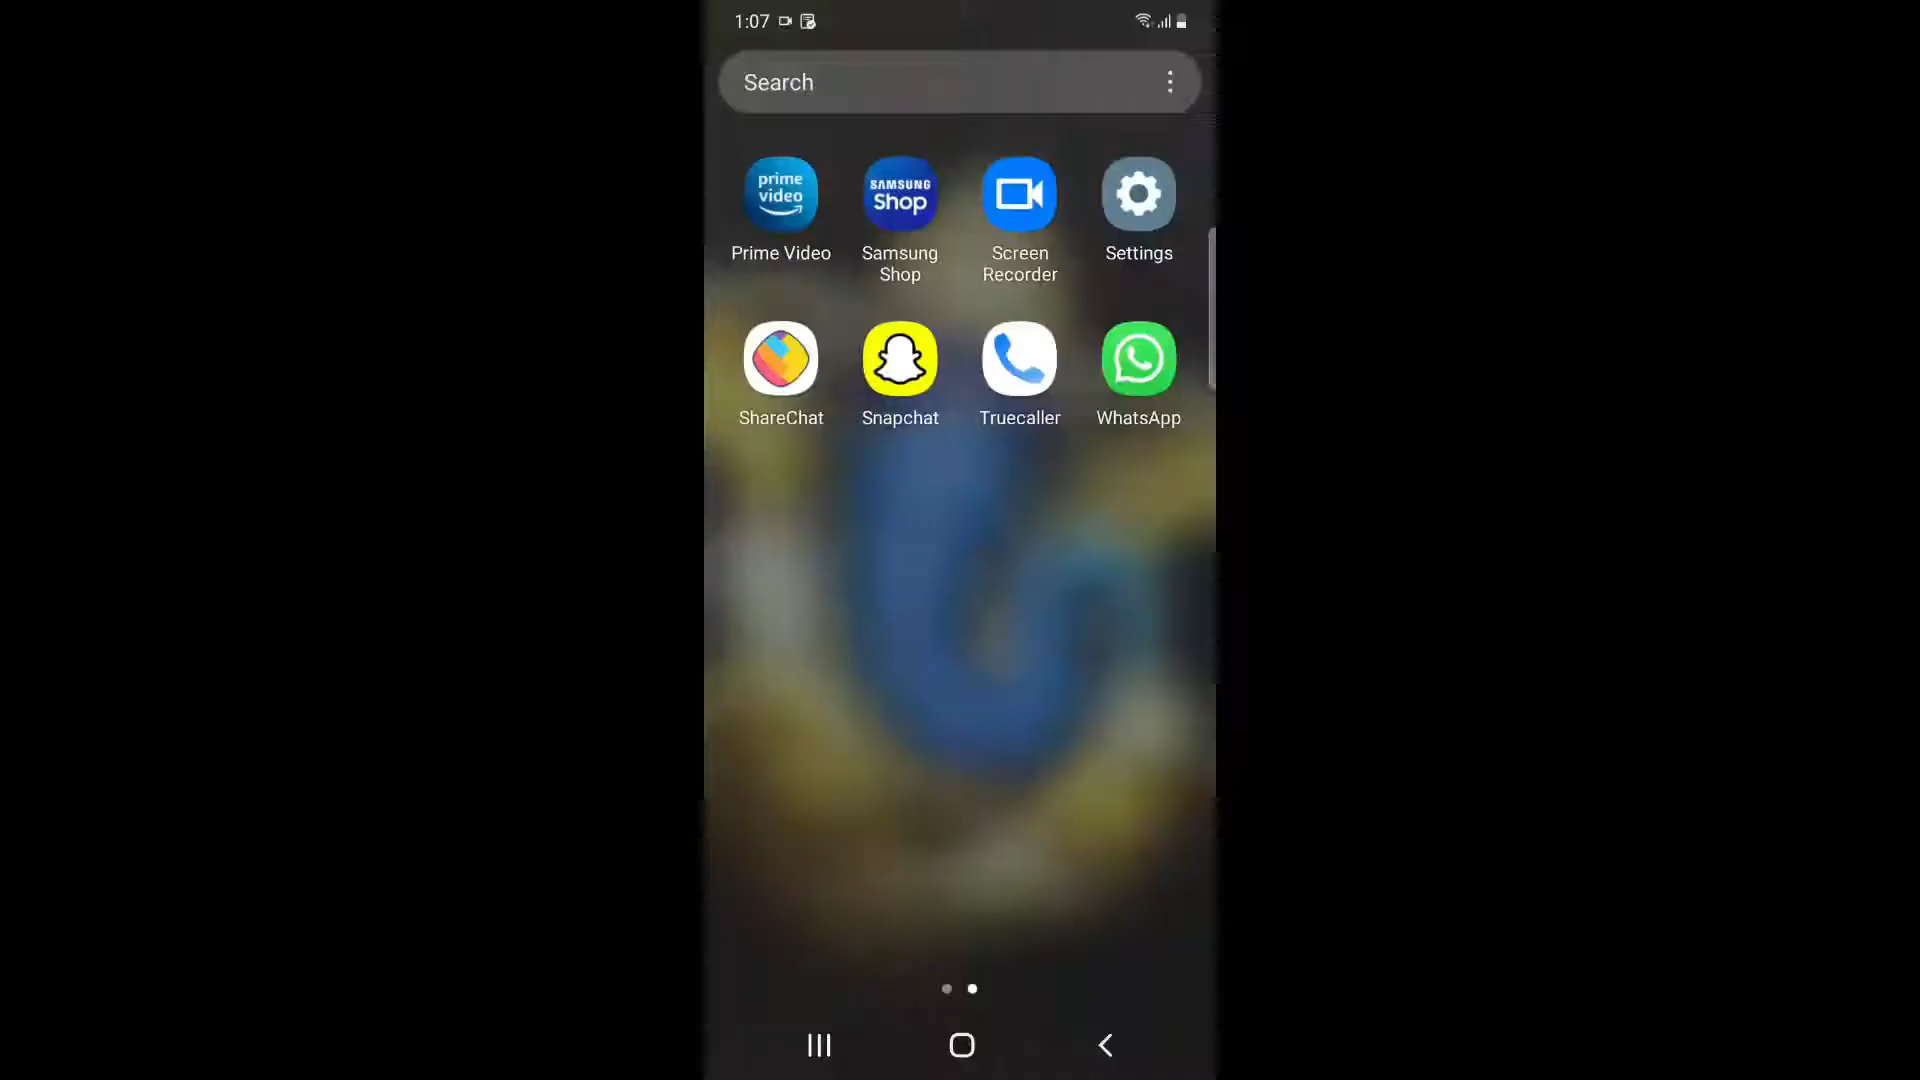 1:07
Search
prime
video
SAMSUNG
Shop
Prime Video
Samsung
Shop
Screen
Recorder
Settings
ShareChat
Snapchat
Truecaller
WhatsApp